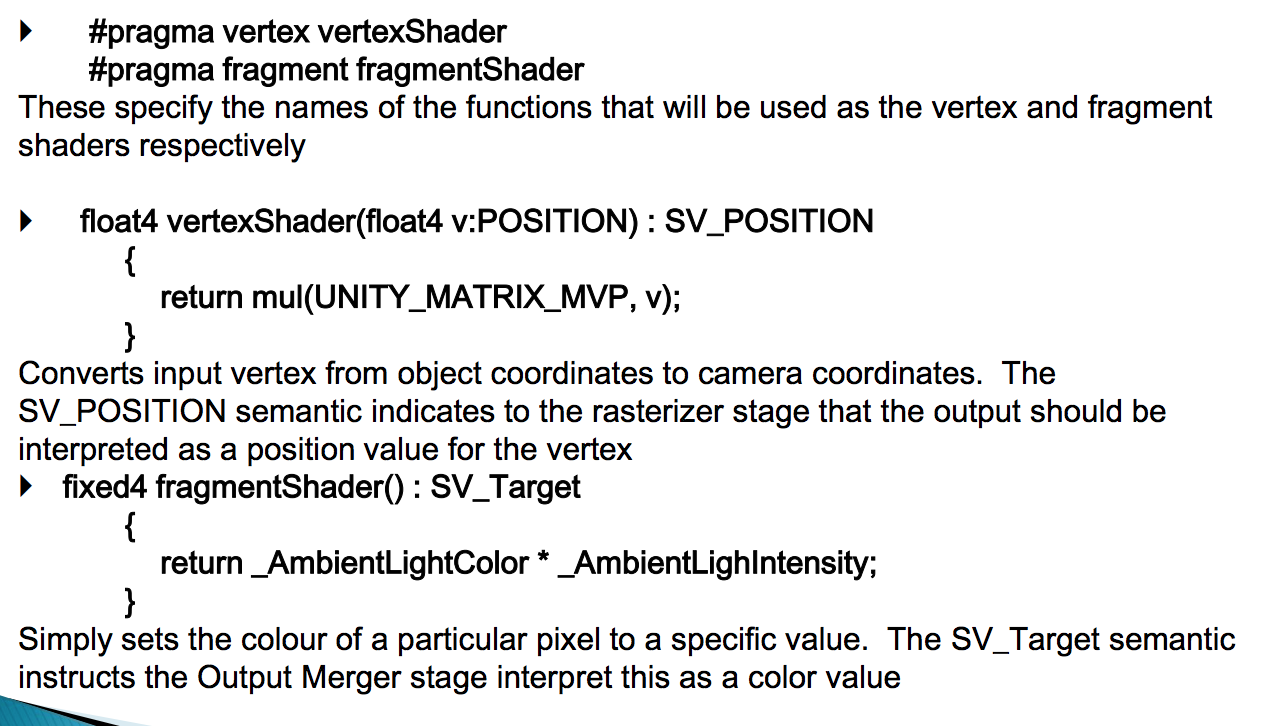 #pragma vertex vertexShader
#pragma fragment fragmentShader
These specify the names of the functions that will be used as the vertex and fragment
shaders respectively
float4 vertexShader(float4 v:POSITION) : SV_POSITION
{
return mul(UNITY_MATRIX_MVP, v);
}
Converts input vertex from object coordinates to camera coordinates.  The
SV_POSITION semantic indicates to the rasterizer stage that the output should be
interpreted as a position value for the vertex
fixed4 fragmentShader() : SV_Target
{
return _AmbientLightColor * _AmbientLighIntensity;
}
Simply sets the colour of a particular pixel to a specific value.  The SV_Target semantic
instructs the Output Merger stage interpret this as a color value